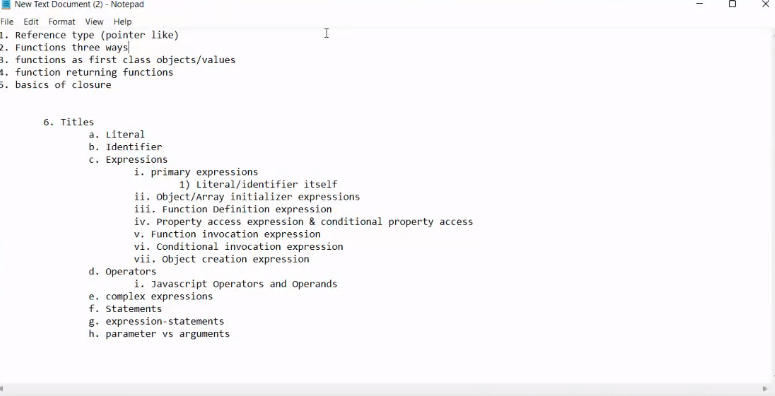 New Text Document (2) - Notepad
File Edit Format View Help
1. Reference type (pointer like)
2. Functions three ways
3. functions as first class objects/values
4. function returning functions
5. basics of closure
6. Titles
a. Literal
b. Identifier
c. Expressions
i. primary expressions
1) Literal/identifier itself
ii. Object/Array initializer expressions
iii. Function Definition expression
iv. Property access expression & conditional property access
v. Function invocation expression
vi. Conditional invocation expression
vii. Object creation expression
d. Operators
i. Javascript Operators and Operands
e. complex expressions
f. Statements
g. expression-statements
h. parameter vs arguments